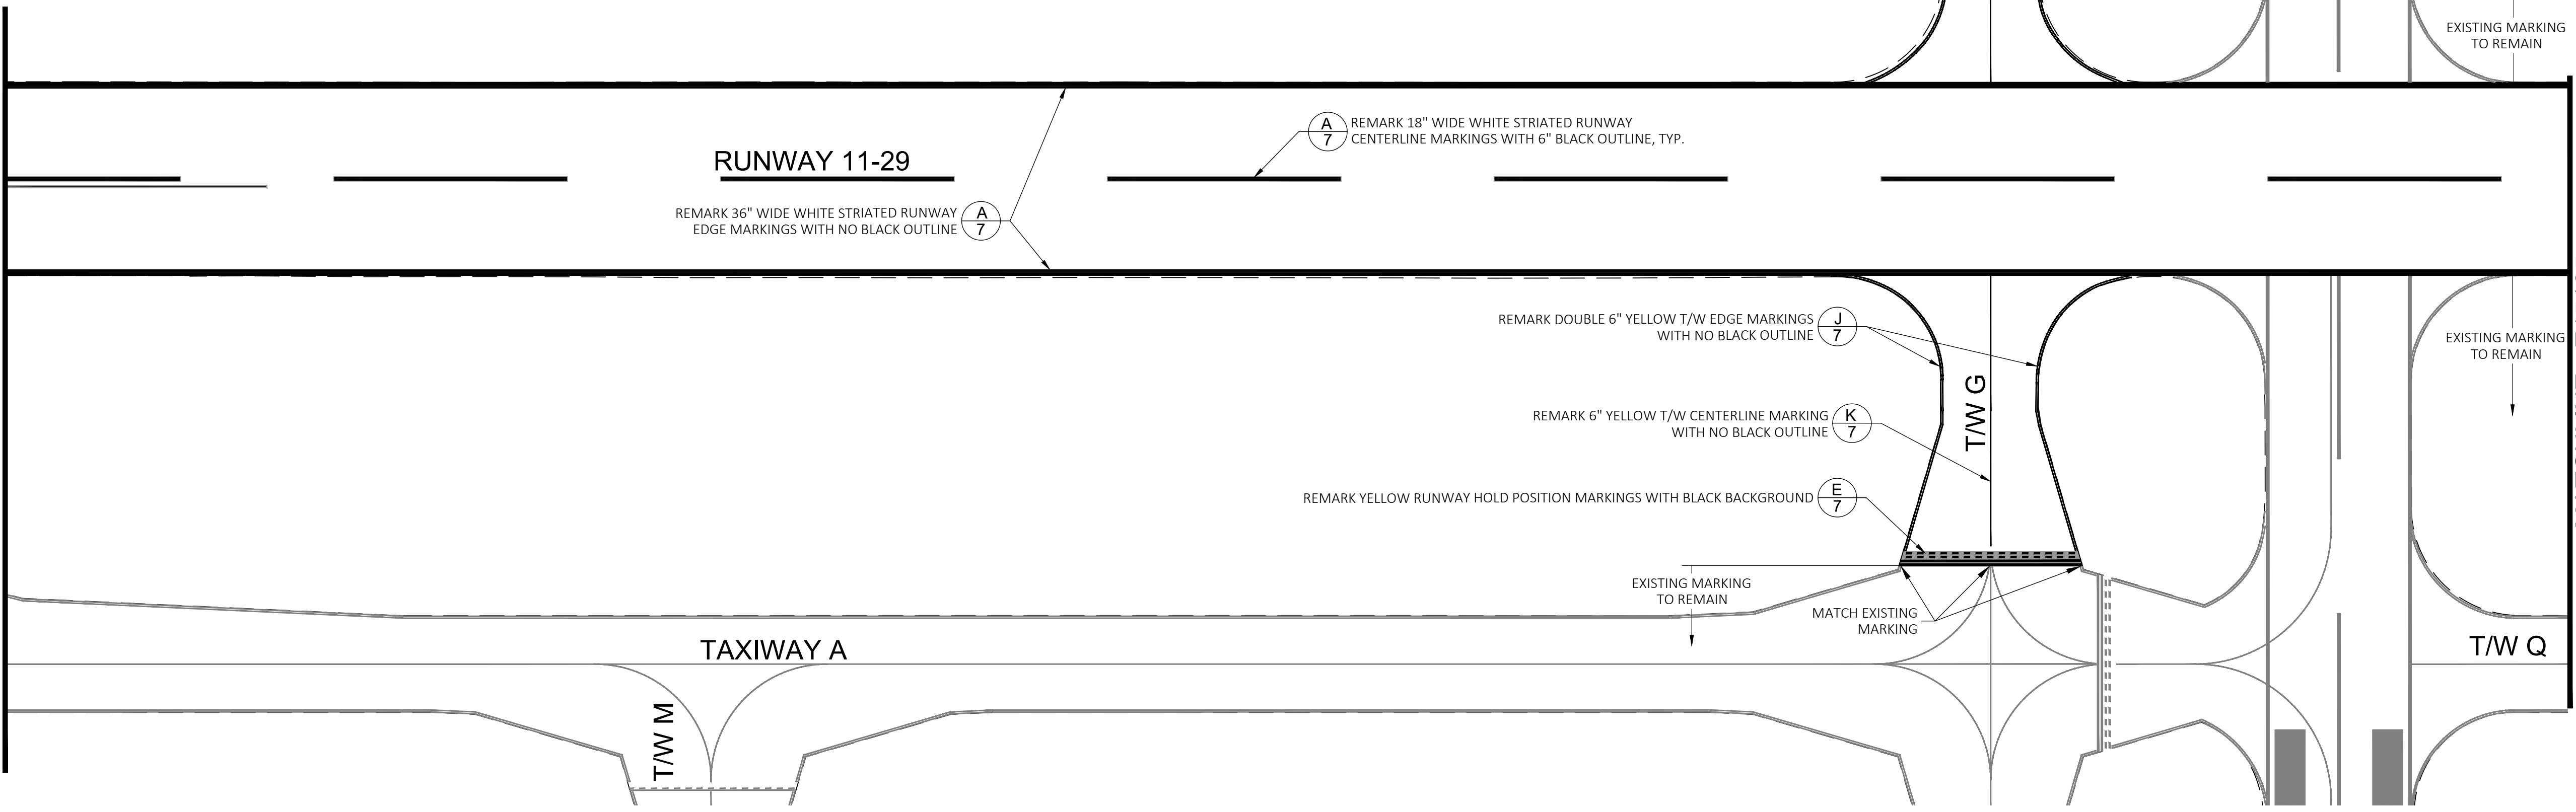 EXISTING MARKING
TO REMAIN
A
7
REMARK 18" WIDE WHITE STRIATED RUNWAY
CENTERLINE MARKINGS WITH 6" BLACK OUTLINE, TYP.
RUNWAY 11-29
REMARK 36" WIDE WHITE STRIATED RUNWAY
EDGE MARKINGS WITH NO BLACK OUTLINE
A
7
REMARK DOUBLE 6" YELLOW T/W EDGE MARKINGS
WITH NO BLACK OUTLINE
J
7
EXISTING MARKING
TO REMAIN
T/W G
REMARK 6" YELLOW T/W CENTERLINE MARKING
WITH NO BLACK OUTLINE
K
7
REMARK YELLOW RUNWAY HOLD POSITION MARKINGS WITH BLACK BACKGROUND
E
7
EXISTING MARKING
TO REMAIN
MATCH EXISTING
MARKING
TAXIWAY A
T/W Q
T/W M